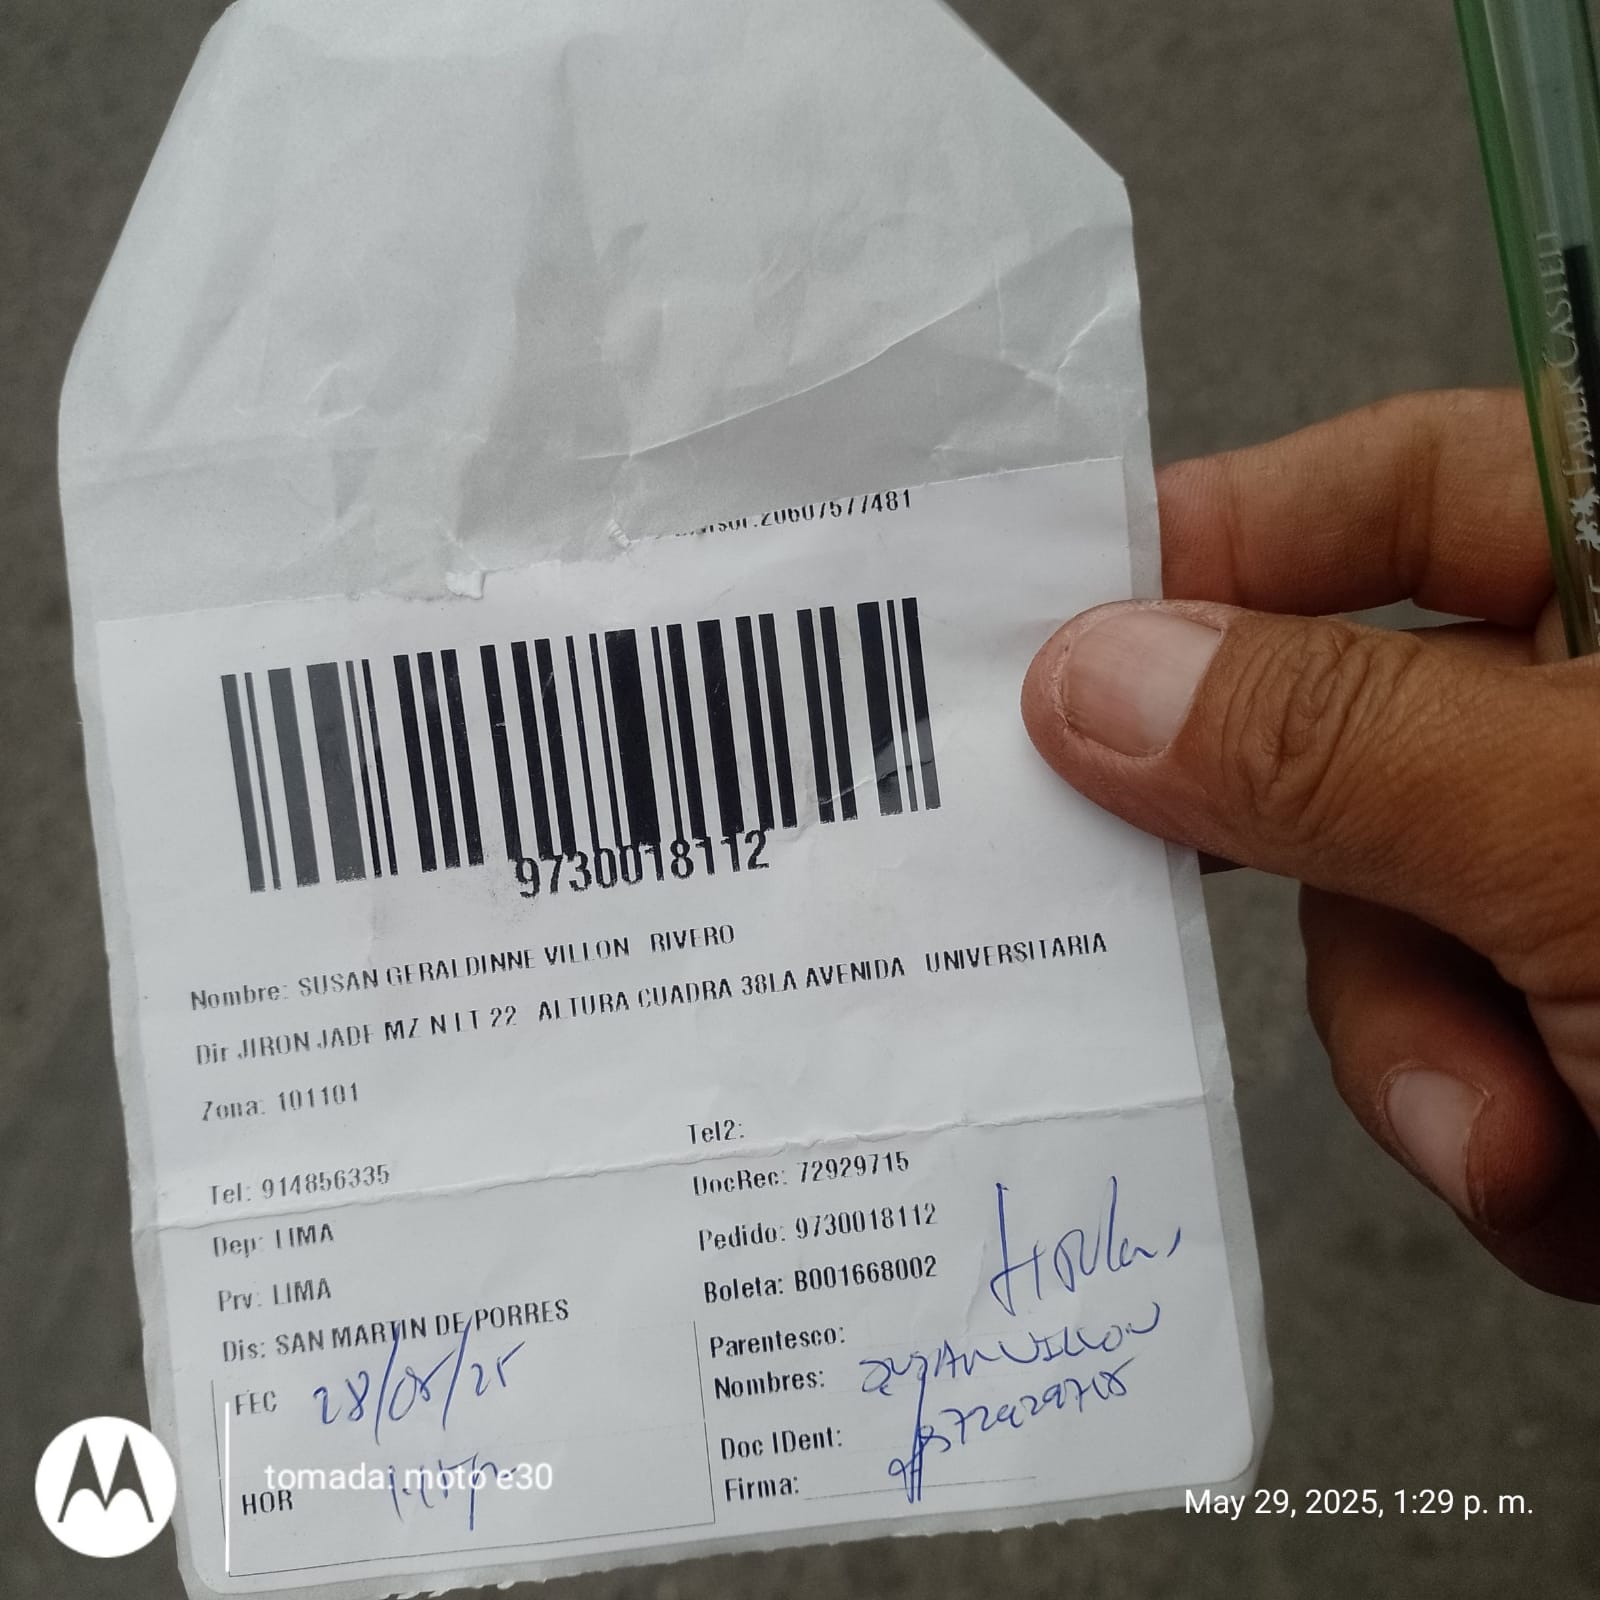 20607577481
9730018112
Nombre: SUSAN GERALDINNE VILLON RIVERO
Dir JIRON JADE MZ N LT 22 ALTURA CUADRA 38LA AVENIDA UNIVERSITARIA
Zona: 101101
Tel: 914856335
Tel2:
Dep: LIMA
DocRec: 72929715
Prv: LIMA
Pedido: 9730018112
Dis: SAN MARTIN DE PORRES
Boleta: B001668002
FEC 28/05/25
Parentesco:
Nombres: SUSAN VILLON
HOR
Doc IDent: 72929715
Firma:
tomada: moto e30
May 29, 2025, 1:29 p. m.
FABER CASTELL